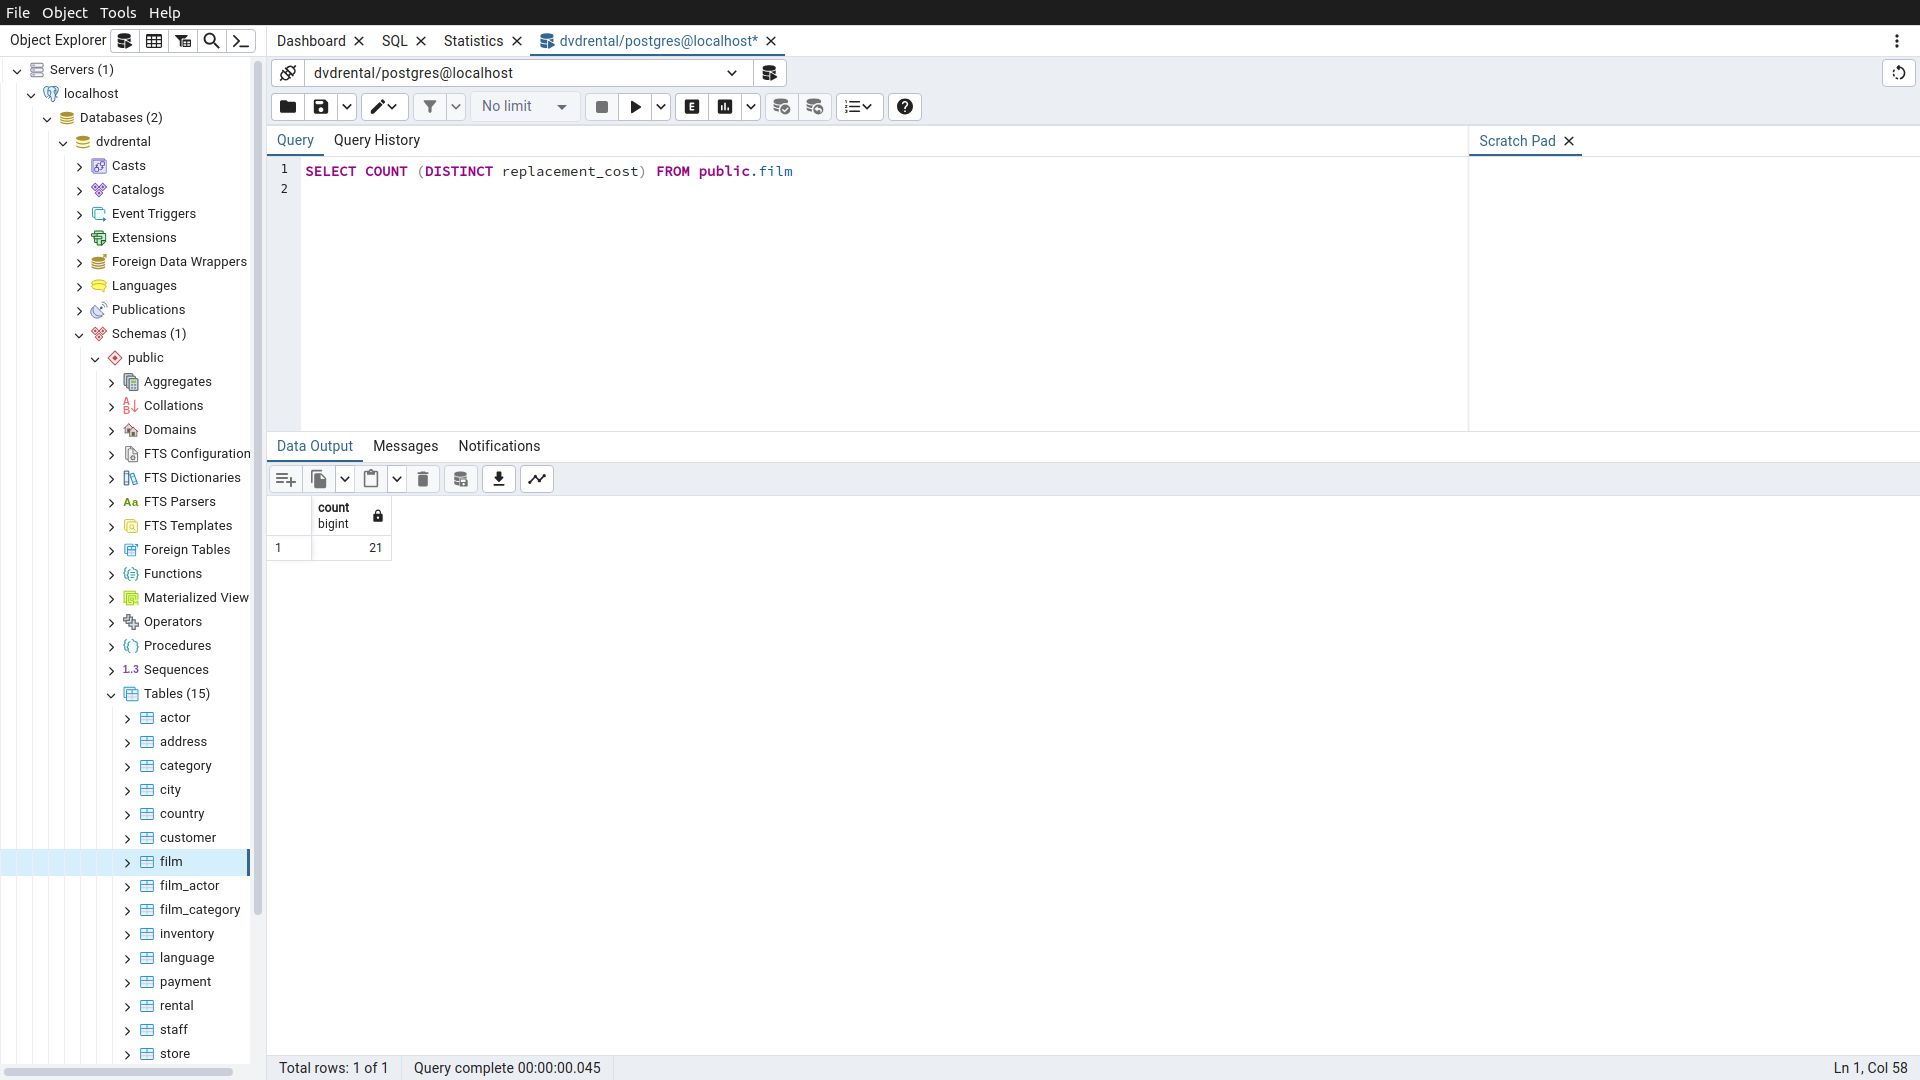 File Object Tools Help
Object Explorer
Dashboard SQL Statistics dvdrental/postgres@localhost*
dvdrental/postgres@localhost
No limit
E
Query Query History
Scratch Pad
1 SELECT COUNT (DISTINCT replacement_cost) FROM public.film
2
Data Output Messages Notifications
count
bigint
1 21
Servers (1)
localhost
Databases (2)
dvdrental
Casts
Catalogs
Event Triggers
Extensions
Foreign Data Wrappers
Languages
Publications
Schemas (1)
public
Aggregates
Collations
Domains
FTS Configuration
FTS Dictionaries
Aa FTS Parsers
FTS Templates
Foreign Tables
Functions
Materialized View
Operators
Procedures
1..3 Sequences
Tables (15)
actor
address
category
city
country
customer
film
film_actor
film_category
inventory
language
payment
rental
staff
store
Total rows: 1 of 1 Query complete 00:00:00.045 Ln 1, Col 58